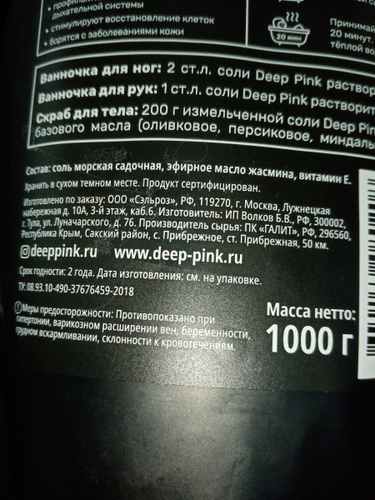 дыхательной системы
• стимулируют восстановление клеток
• борятся с заболеваниями кожи
20 мин
Принимай
20 минут.
тёплой во
Ванночка для ног: 2 ст.л. соли Deep Pink раствор
Ванночка для рук: 1 ст.л. соли Deep Pink растворит
Скраб для тела: 200 г измельченной соли Deep Pin
базового масла (оливковое, персиковое, миндаль
Состав: соль морская садочная, эфирное масло жасмина, витамин Е.
Хранить в сухом темном месте. Продукт сертифицирован.
Изготовлено по заказу: ООО «Сэльроз», РФ, 119270, г. Москва, Лужнецкая
набережная д. 10А, 3-й этаж, каб.6, Изготовитель: ИП Волков Б.В., РФ, 300002,
г. Тула, ул. Луначарского, д. 76. Производитель сырья: ПК «ГАЛИТ», РФ, 296560,
Республика Крым, Сакский район, с. Прибрежное, ст. Прибрежная, 50 км.
deeppink.ru www.deep-pink.ru
Срок годности: 2 года. Дата изготовления: см. на упаковке.
ТУ: 08.93.10-490-37676459-2018
Меры предосторожности: Противопоказано при
гипертонии, варикозном расширении вен, беременности,
грудном вскармливании, склонности к кровотечениям.
Масса нетто:
1000 г